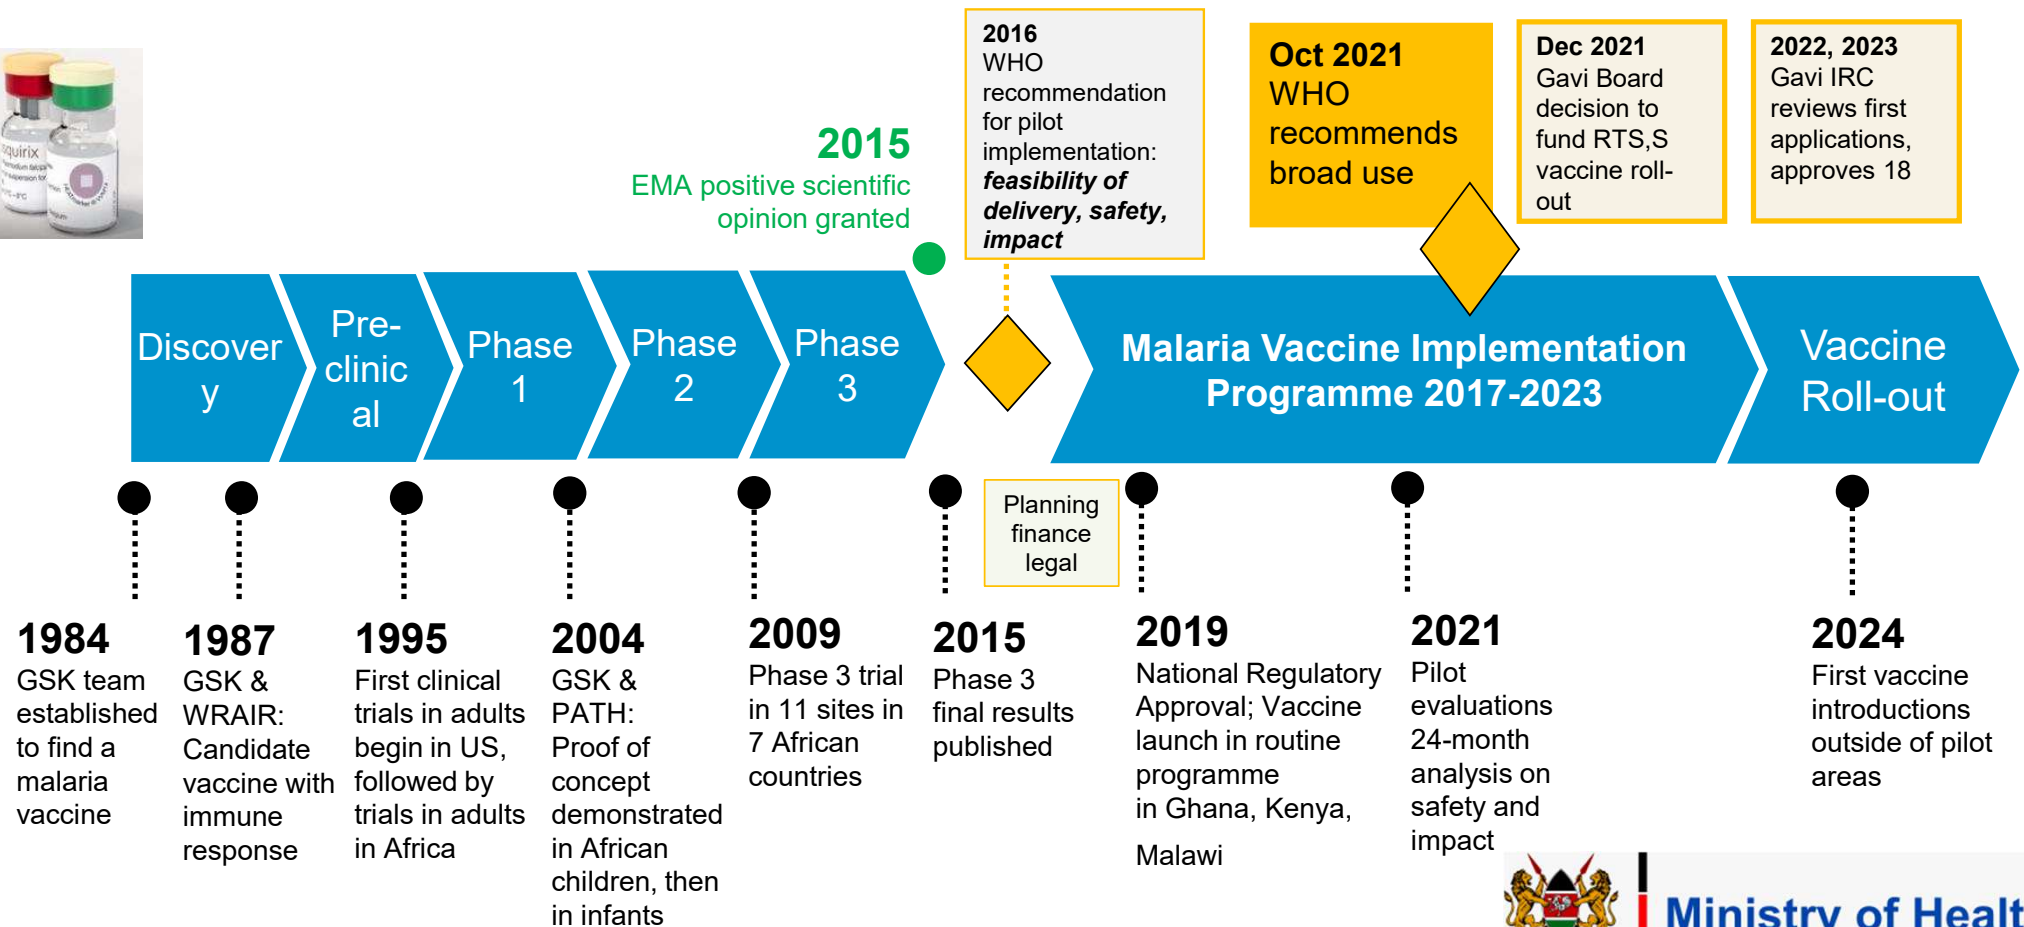 2015
EMA positive scientific
opinion granted
2016
WHO
recommendation
for pilot
implementation:
feasibility of
delivery, safety,
impact
Oct 2021
WHO
recommends
broad use
Dec 2021
Gavi Board
decision to
fund RTS,S
vaccine roll-
out
2022, 2023
Gavi IRC
reviews first
applications,
approves 18
Discover
y
Pre-
clinic
al
Phase
1
Phase
2
Phase
3
Malaria Vaccine Implementation
Programme 2017-2023
Vaccine
Roll-out
Planning
finance
legal
1984
GSK team
established
to find a
malaria
vaccine
1987
GSK &
WRAIR:
Candidate
vaccine with
immune
response
1995
First clinical
trials in adults
begin in US,
followed by
trials in adults
in Africa
2004
GSK &
PATH:
Proof of
concept
demonstrated
in African
children, then
in infants
2009
Phase 3 trial
in 11 sites in
7 African
countries
2015
Phase 3
final results
published
2019
National Regulatory
Approval; Vaccine
launch in routine
programme
in Ghana, Kenya,
Malawi
2021
Pilot
evaluations
24-month
analysis on
safety and
impact
2024
First vaccine
introductions
outside of pilot
areas
Ministry of Healt